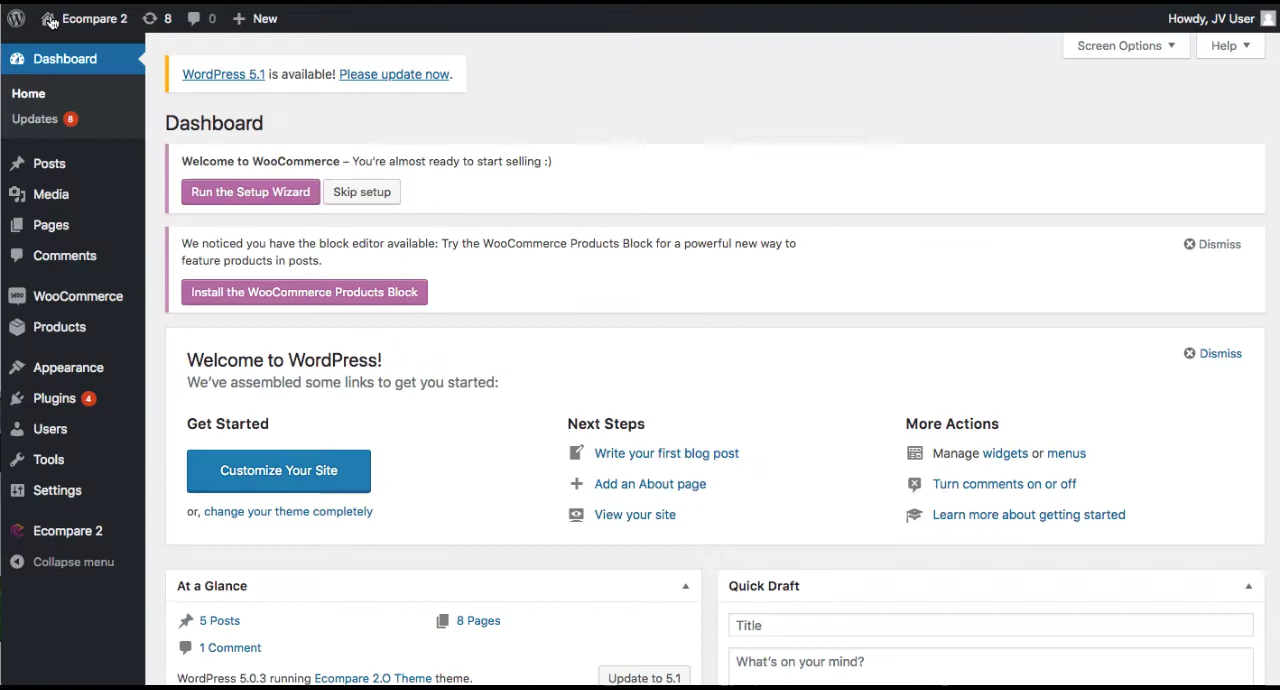 Ecompare 2 8 0 New Howdy, JV User
Screen Options Help
Dashboard
Home
Updates 8
Posts
Media
Pages
Comments
WooCommerce
Products
Appearance
Plugins 4
Users
Tools
Settings
Ecompare 2
Collapse menu
WordPress 5.1 is available! Please update now.
Dashboard
Welcome to WooCommerce – You're almost ready to start selling :)
Run the Setup Wizard Skip setup
We noticed you have the block editor available: Try the WooCommerce Products Block for a powerful new way to
feature products in posts.
Dismiss
Install the WooCommerce Products Block
Welcome to WordPress!
Dismiss
We've assembled some links to get you started:
Get Started
Customize Your Site
or, change your theme completely
Next Steps
Write your first blog post
Add an About page
View your site
More Actions
Manage widgets or menus
Turn comments on or off
Learn more about getting started
At a Glance
5 Posts 8 Pages
1 Comment
WordPress 5.0.3 running Ecompare 2.O Theme theme. Update to 5.1
Quick Draft
Title
What's on your mind?